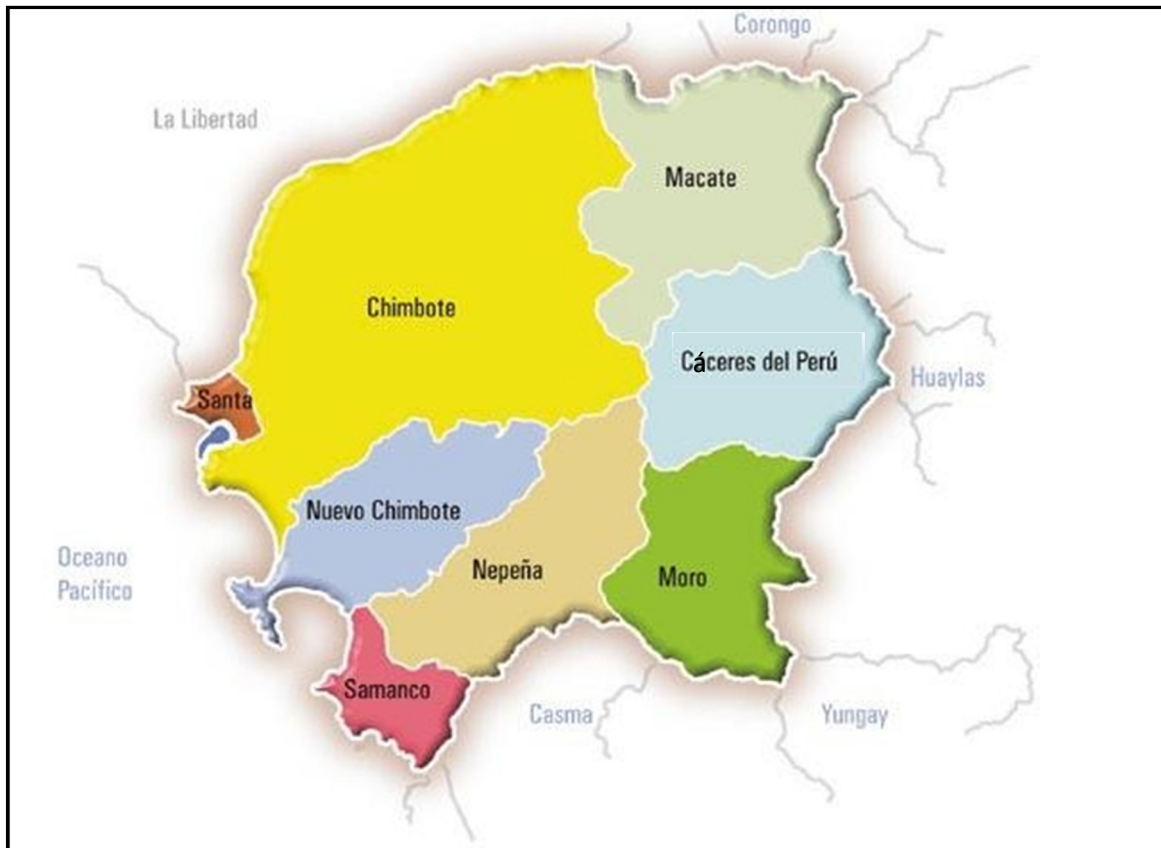 Corongo
La Libertad
Macate
Chimbote
Cáceres del Perú
Huaylas
Santa
Nuevo Chimbote
Oceano
Pacífico
Nepeña
Moro
Samanco
Casma
Yungay